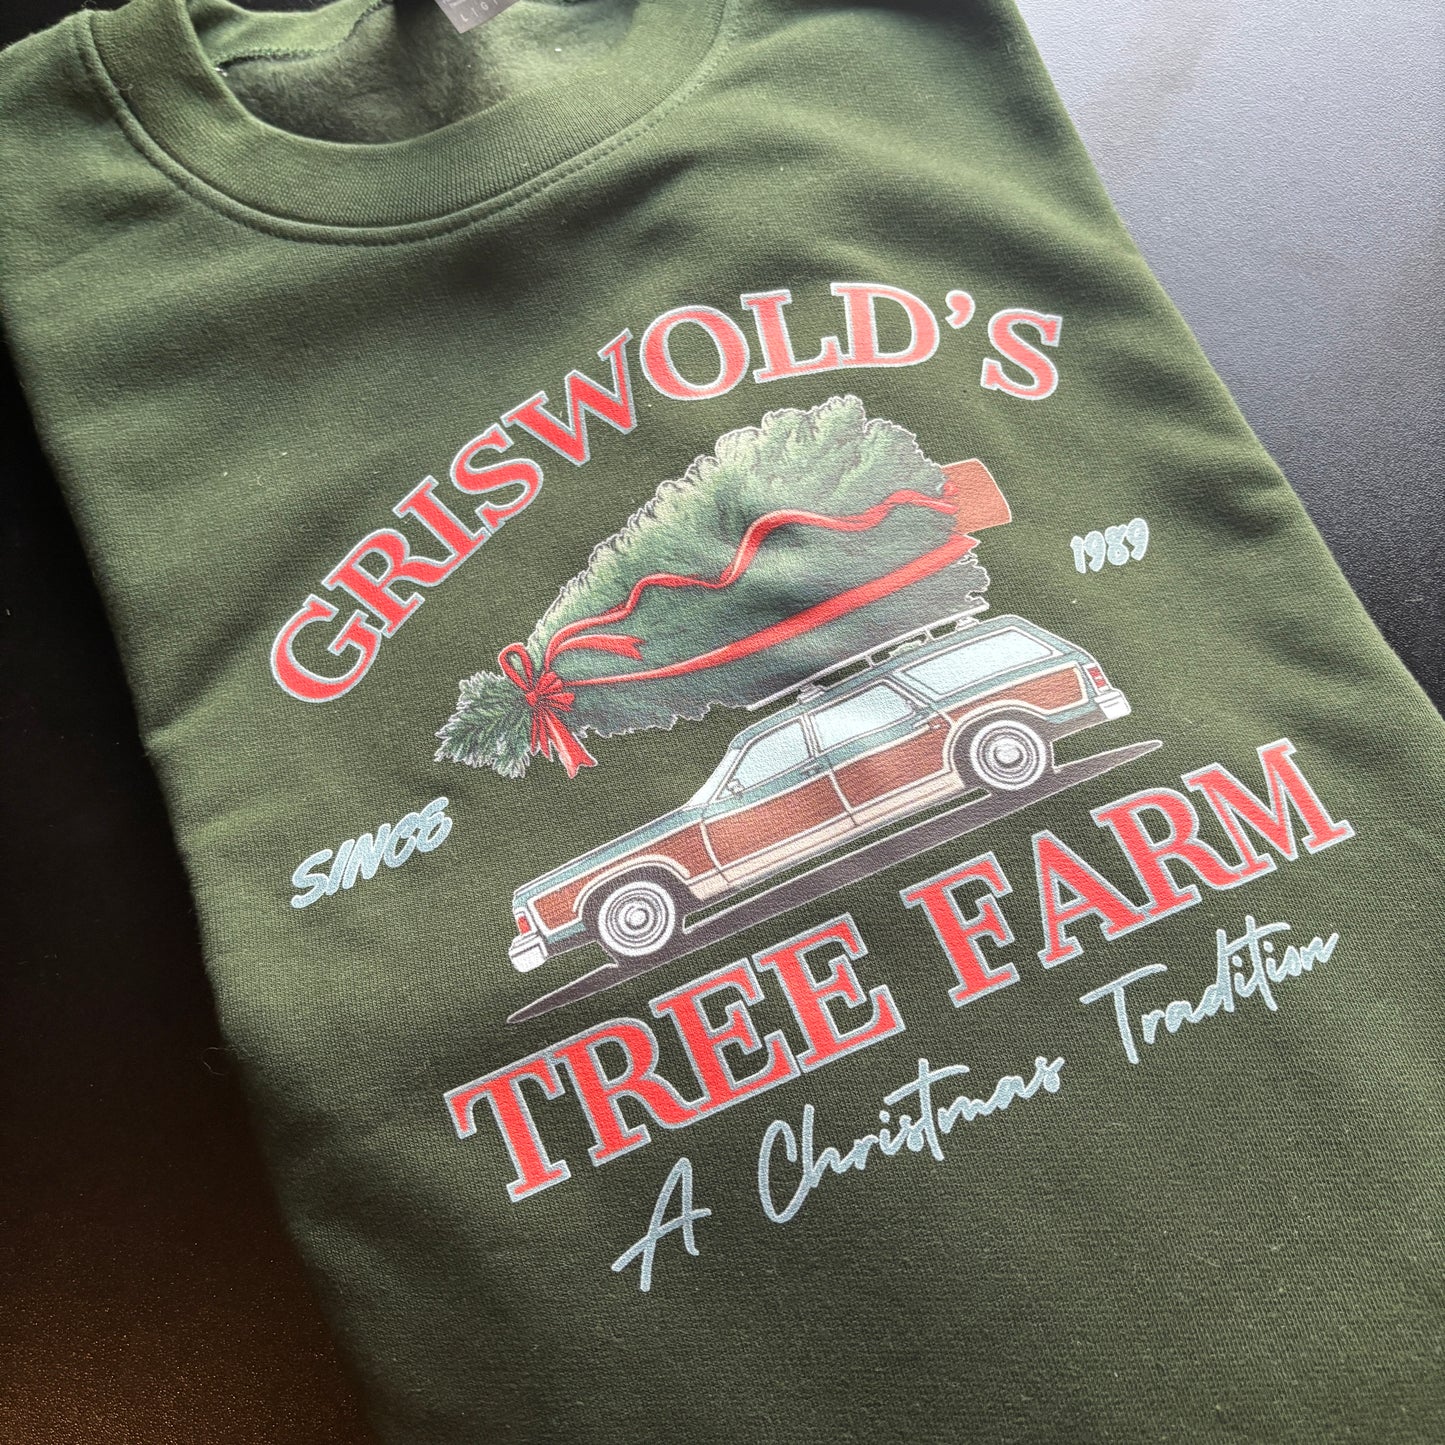 GRISWOLD'S
SINCE
1989
TREE FARM
A Christmas Tradition